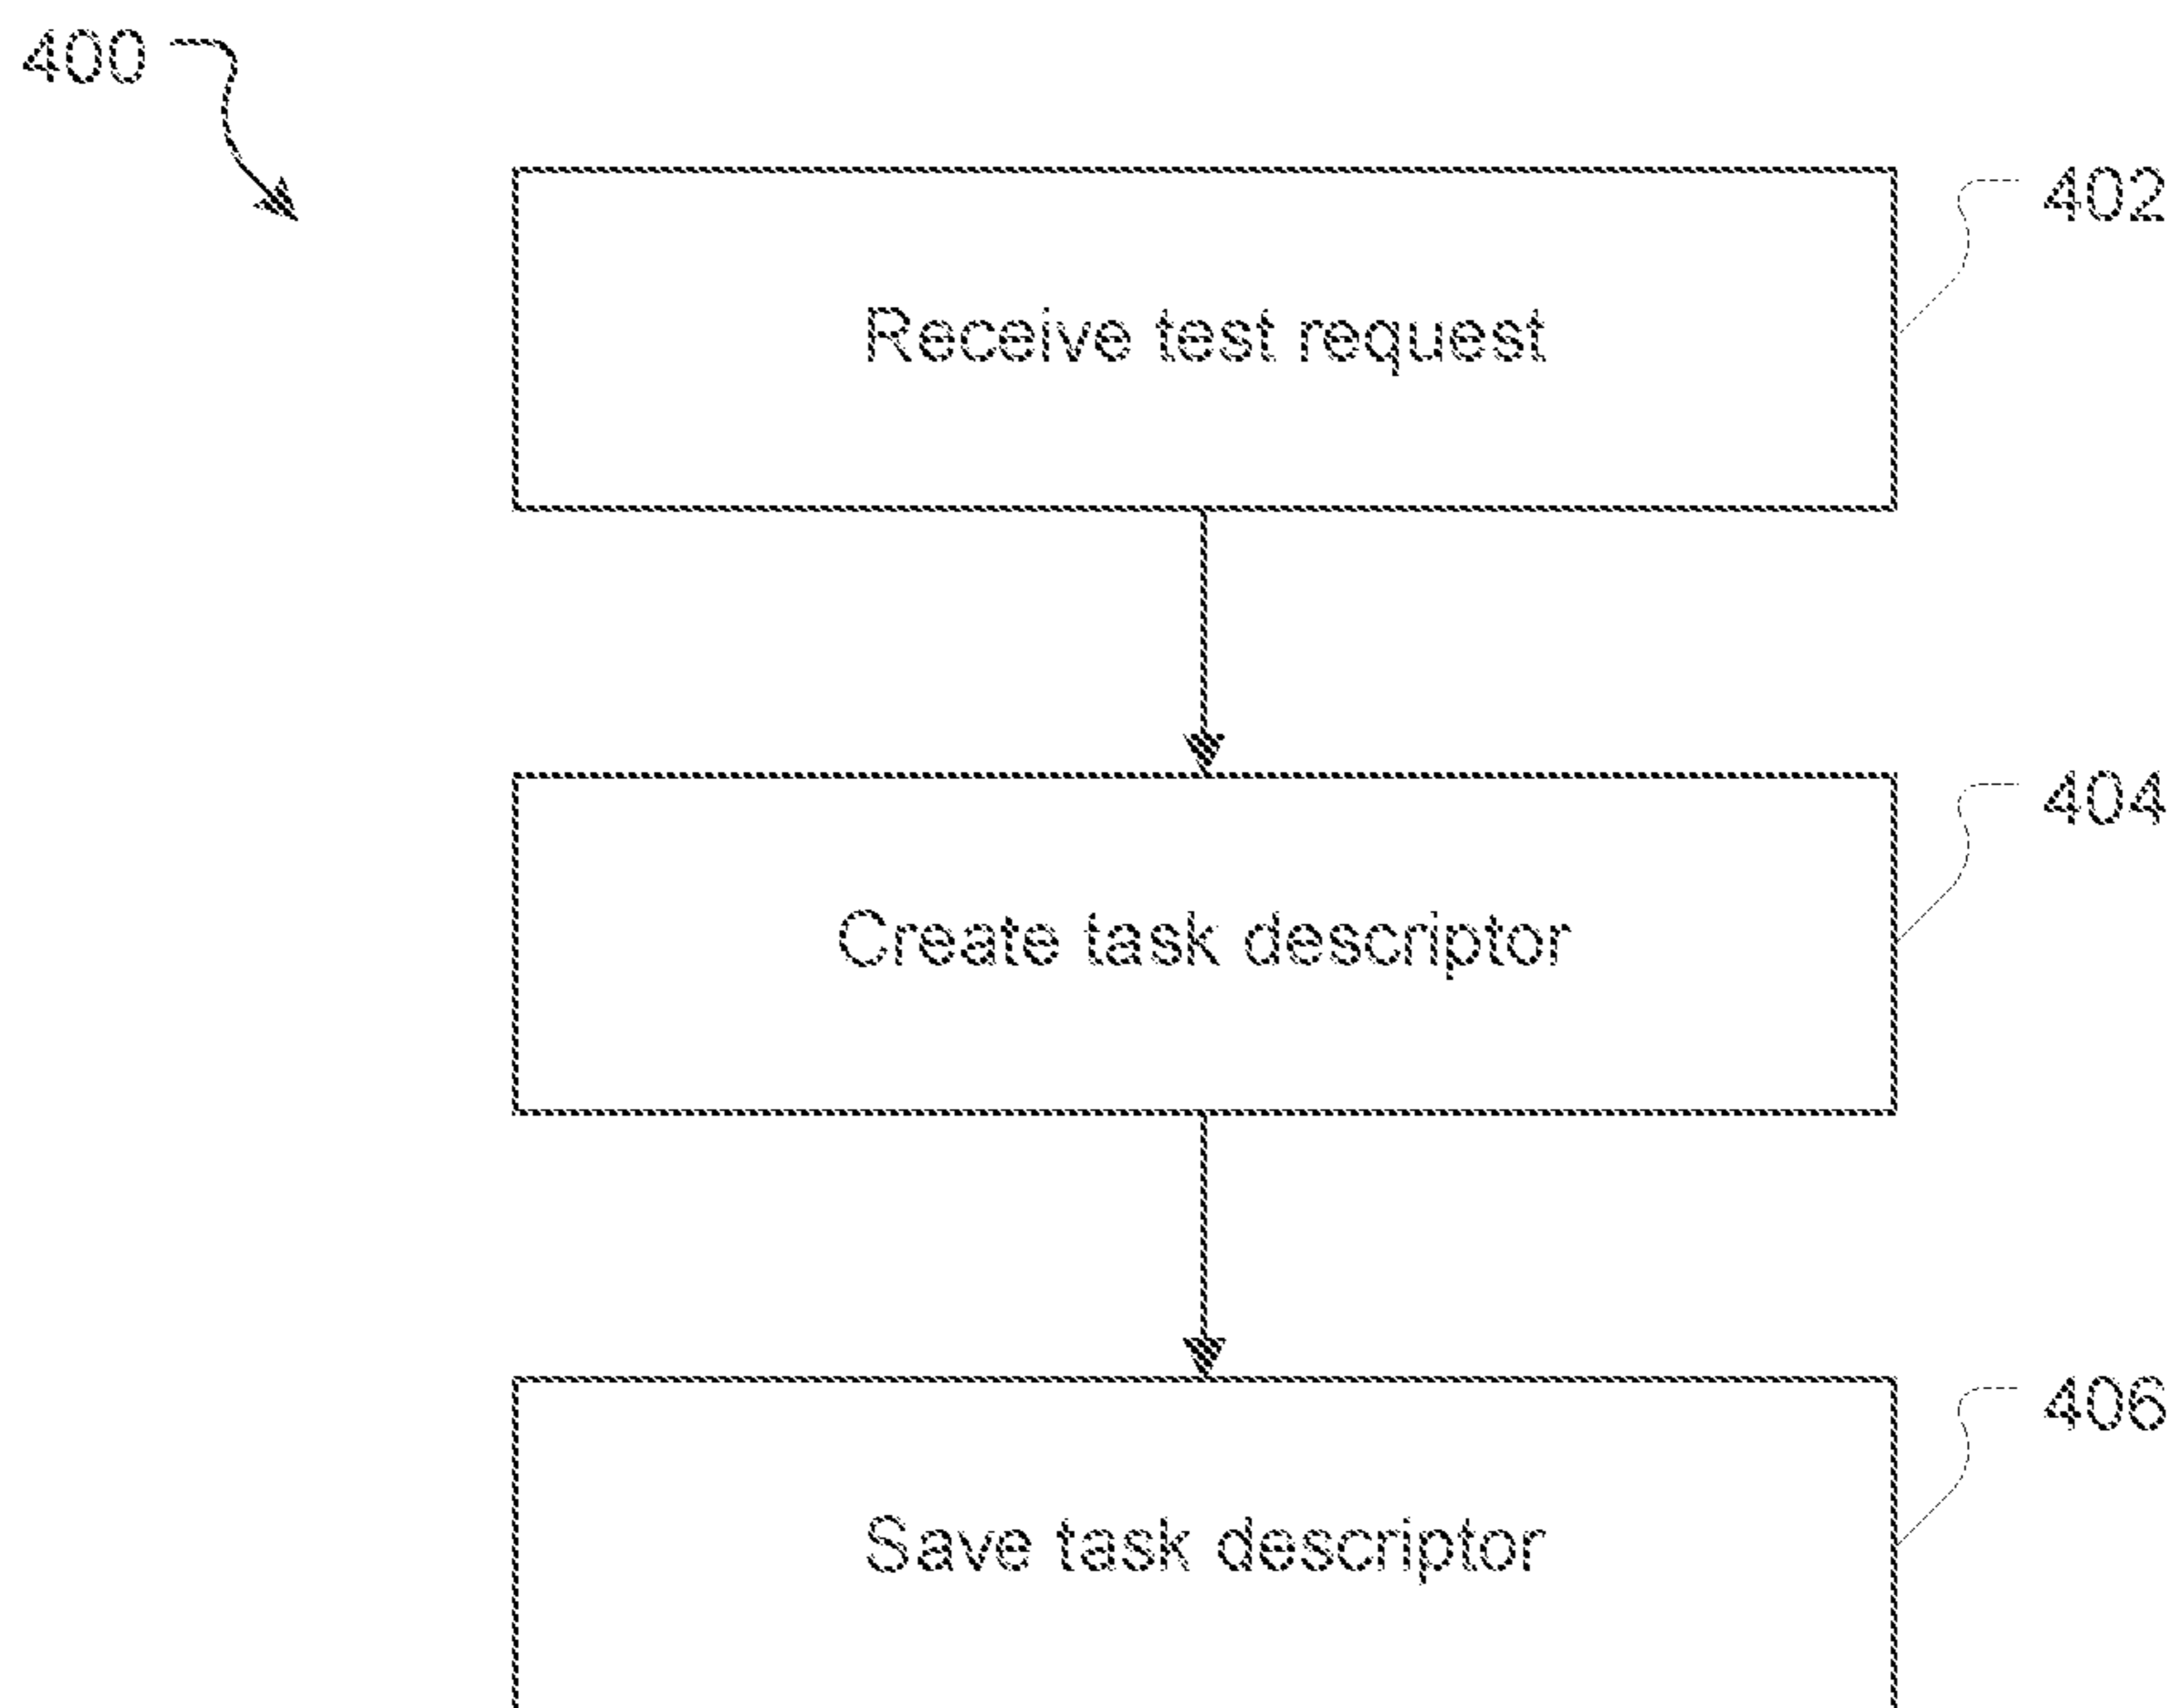 400
402
Receive test request
404
Create task descriptor
406
Save task descriptor